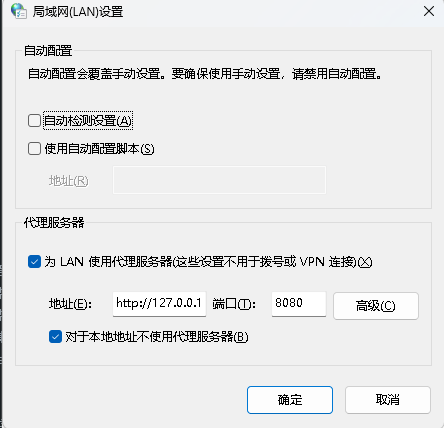 局域网(LAN)设置
自动配置
自动配置会覆盖手动设置。要确保使用手动设置，请禁用自动配置。
自动检测设置(A)
使用自动配置脚本(S)
地址(R)
代理服务器
为 LAN 使用代理服务器(这些设置不用于拨号或 VPN 连接)(X)
地址(E): http://127.0.0.1 端口(T): 8080 高级(C)
对于本地地址不使用代理服务器(B)
确定 取消